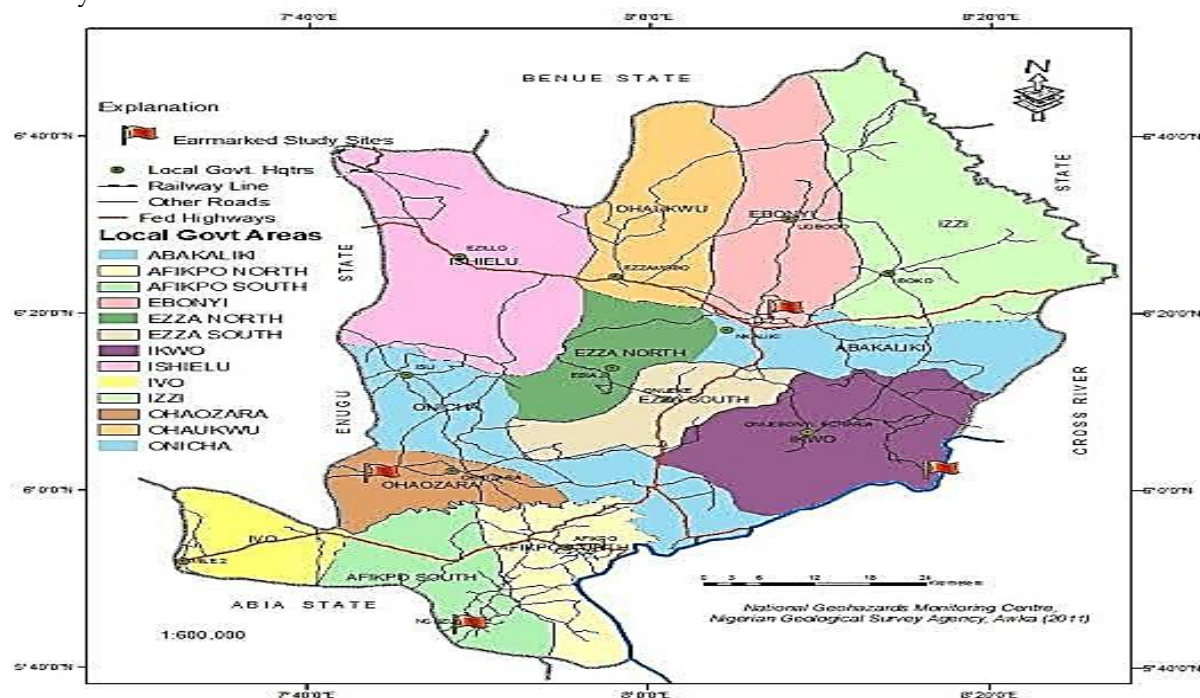 7°40'0"E
8°0'0"E
8°20'0"E
BENUE STATE
N
Explanation
Earmarked Study Sites
Local Govt. Hqtrs
Railway Line
Other Roads
Fed Highways
Local Govt Areas
ABAKALIKI
AFIKPO NORTH
AFIKPO SOUTH
EBONYI
EZZA NORTH
EZZA SOUTH
IKWO
ISHIELU
IVO
IZZI
OHAOZARA
OHAUKWU
ONICHA
6°40'0"N
6°40'0"N
STATE
STATE
OHAUKWU
EBONYI
IZZI
EZILLO
ISHIELU
6°20'0"N
6°20'0"N
EZZA NORTH
ABAKALIKI
ISU
EZZA SOUTH
ONICHA
ENUGU
CROSS RIVER
IKWO
OHAOZARA
6°0'0"N
6°0'0"N
IVO
AFIKPO
AFIKPO NORTH
AFIKPO SOUTH
ABIA STATE
1:600,000
National Geohazards Monitoring Centre,
Nigerian Geological Survey Agency, Awka (2011)
5°40'0"N
5°40'0"N
7°40'0"E
8°0'0"E
8°20'0"E